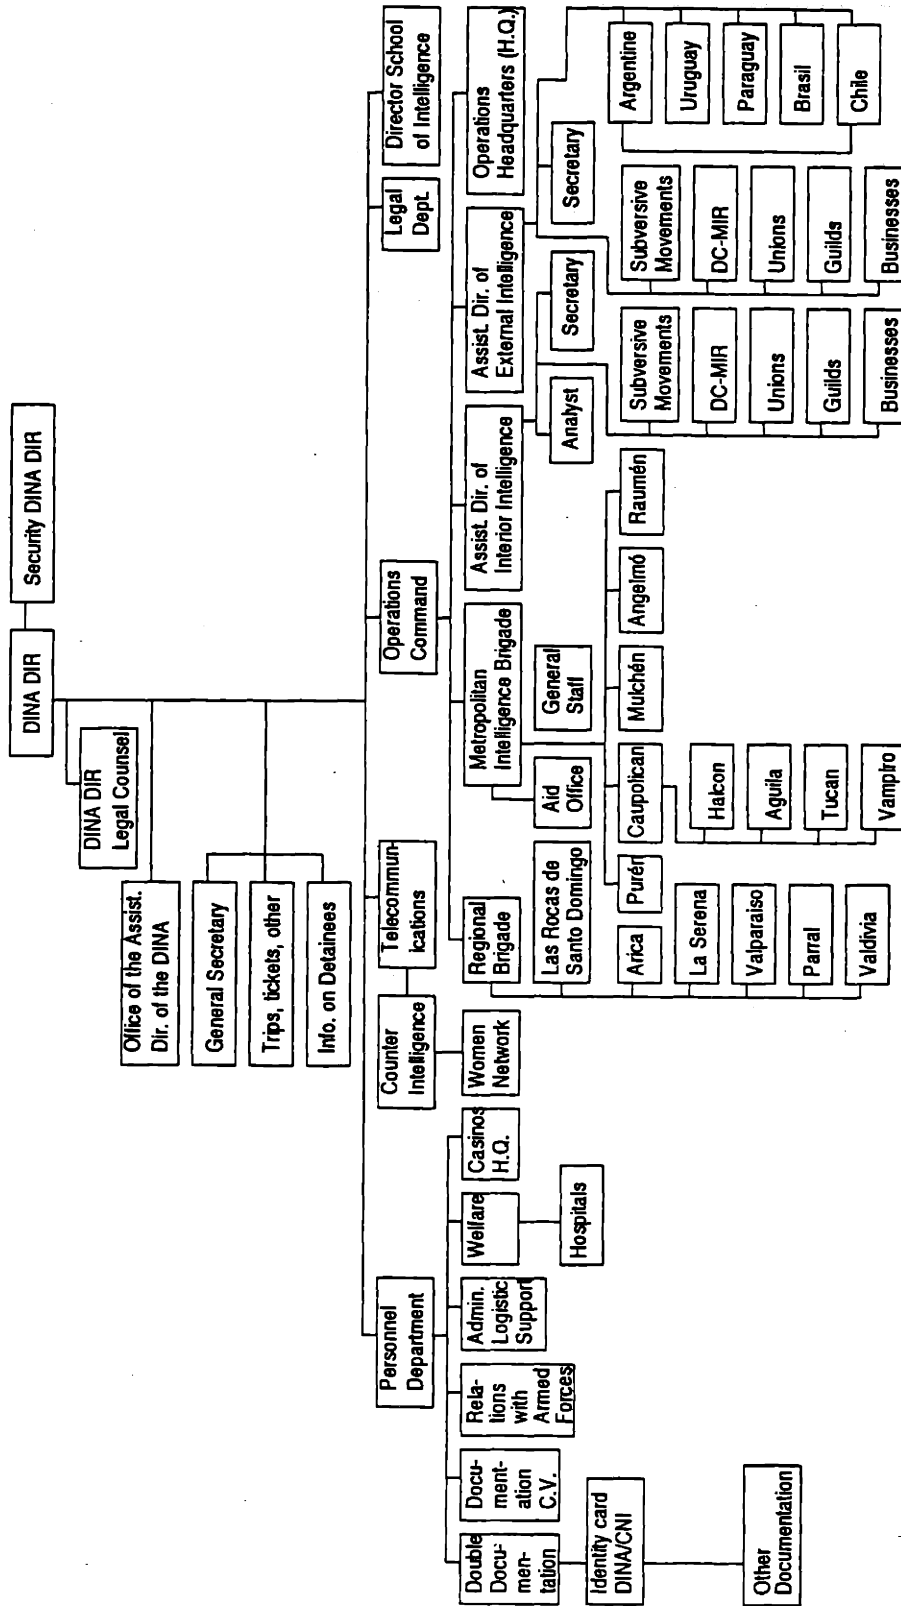 DINA DIR
Security DINA DIR
DINA DIR
Legal Counsel
Office of the Assist.
Dir. of the DINA
General Secretary
Trips, tickets, other
Info. on Detainees
Personnel
Department
Counter
Intelligence
Telecommun-
ications
Operations
Command
Legal
Dept.
Director School
of Intelligence
Double
Docu-
men-
tation
Docu-
ment-
ation
C.V.
Rela-
tions
with
Armed
Forces
Admin.
Logistic
Support
Welfare
Casinos
H.Q.
Women
Network
Regional
Brigade
Metropolitan
Intelligence Brigade
Assist. Dir. of
Interior Intelligence
Assist. Dir. of
External Intelligence
Operations
Headquarters (H.Q.)
Identity card
DINA/CNI
Other
Documentation
Hospitals
Las Rocas de
Santo Domingo
Arica
La Serena
Valparaiso
Parral
Valdivia
Aid
Office
General
Staff
Purén
Caupolican
Mulchén
Angelmó
Raumén
Halcon
Aguila
Tucan
Vampiro
Analyst
Secretary
Subversive
Movements
DC-MIR
Unions
Guilds
Businesses
Secretary
Subversive
Movements
DC-MIR
Unions
Guilds
Businesses
Argentine
Uruguay
Paraguay
Brasil
Chile